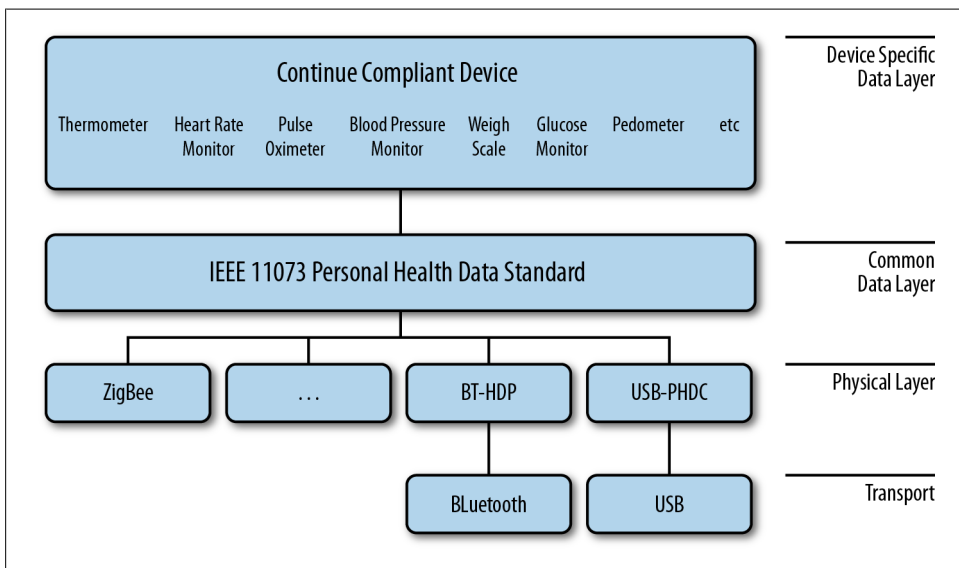 Continue Compliant Device
Thermometer
Heart Rate
Monitor
Pulse
Oximeter
Blood Pressure
Monitor
Weigh
Scale
Glucose
Monitor
Pedometer
etc
Device Specific
Data Layer
IEEE 11073 Personal Health Data Standard
Common
Data Layer
ZigBee
...
BT-HDP
USB-PHDC
Physical Layer
BLuetooth
USB
Transport